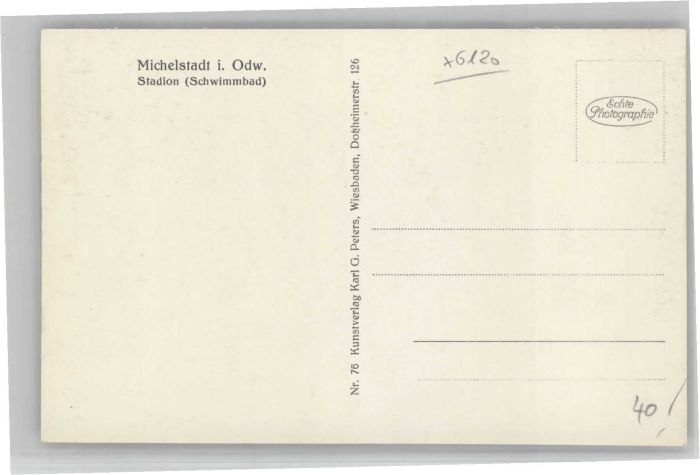 Michelstadt i. Odw.
Stadion (Schwimmbad)
Nr. 76 Kunstverlag Karl G. Peters, Wiesbaden, Dotzheimerstr. 126
+6120
Echte
Photographie
40